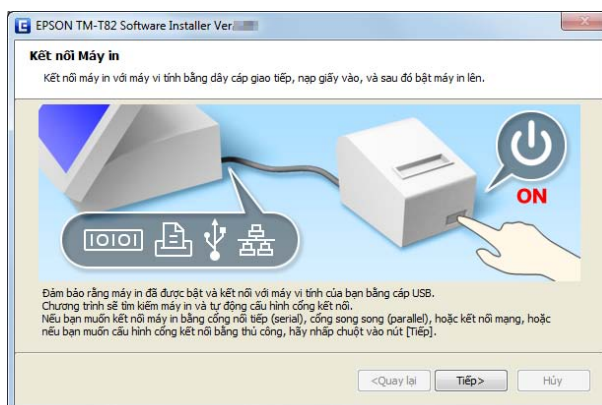 EPSON TM-T82 Software Installer Ver
Kết nối Máy in
Kết nối máy in với máy vi tính bằng dây cáp giao tiếp, nạp giấy vào, và sau đó bật máy in lên.
ON
10101
Đảm bảo rằng máy in đã được bật và kết nối với máy vi tính của bạn bằng cáp USB.
Chương trình sẽ tìm kiếm máy in và tự động cấu hình cổng kết nối.
Nếu bạn muốn kết nối máy in bằng cổng nối tiếp (serial), cổng song song (parallel), hoặc kết nối mạng, hoặc
nếu bạn muốn cấu hình cổng kết nối bằng thủ công, hãy nhấp chuột vào nút [Tiếp].
<Quay lại Tiếp> Hủy